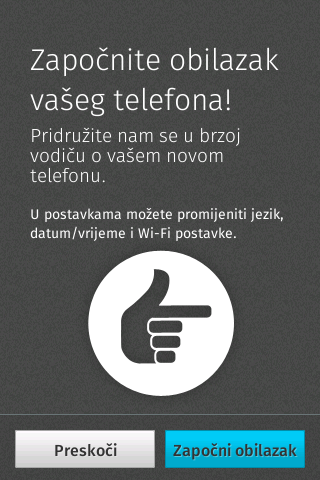 Započnite obilazak
vašeg telefona!
Pridružite nam se u brzoj
vodiču o vašem novom
telefonu.
U postavkama možete promijeniti jezik,
datum/vrijeme i Wi-Fi postavke.
Preskoči
Započni obilazak